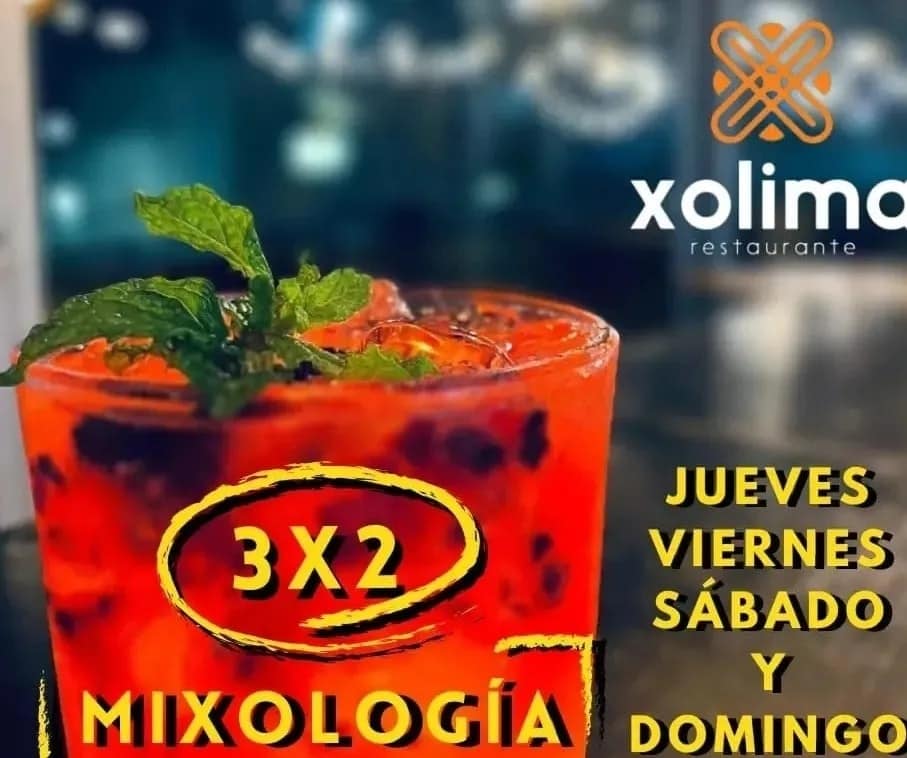 xolima
restaurante
3X2
MIXOLOGÍA
JUEVES
VIERNES
SÁBADO
Y
DOMINGO